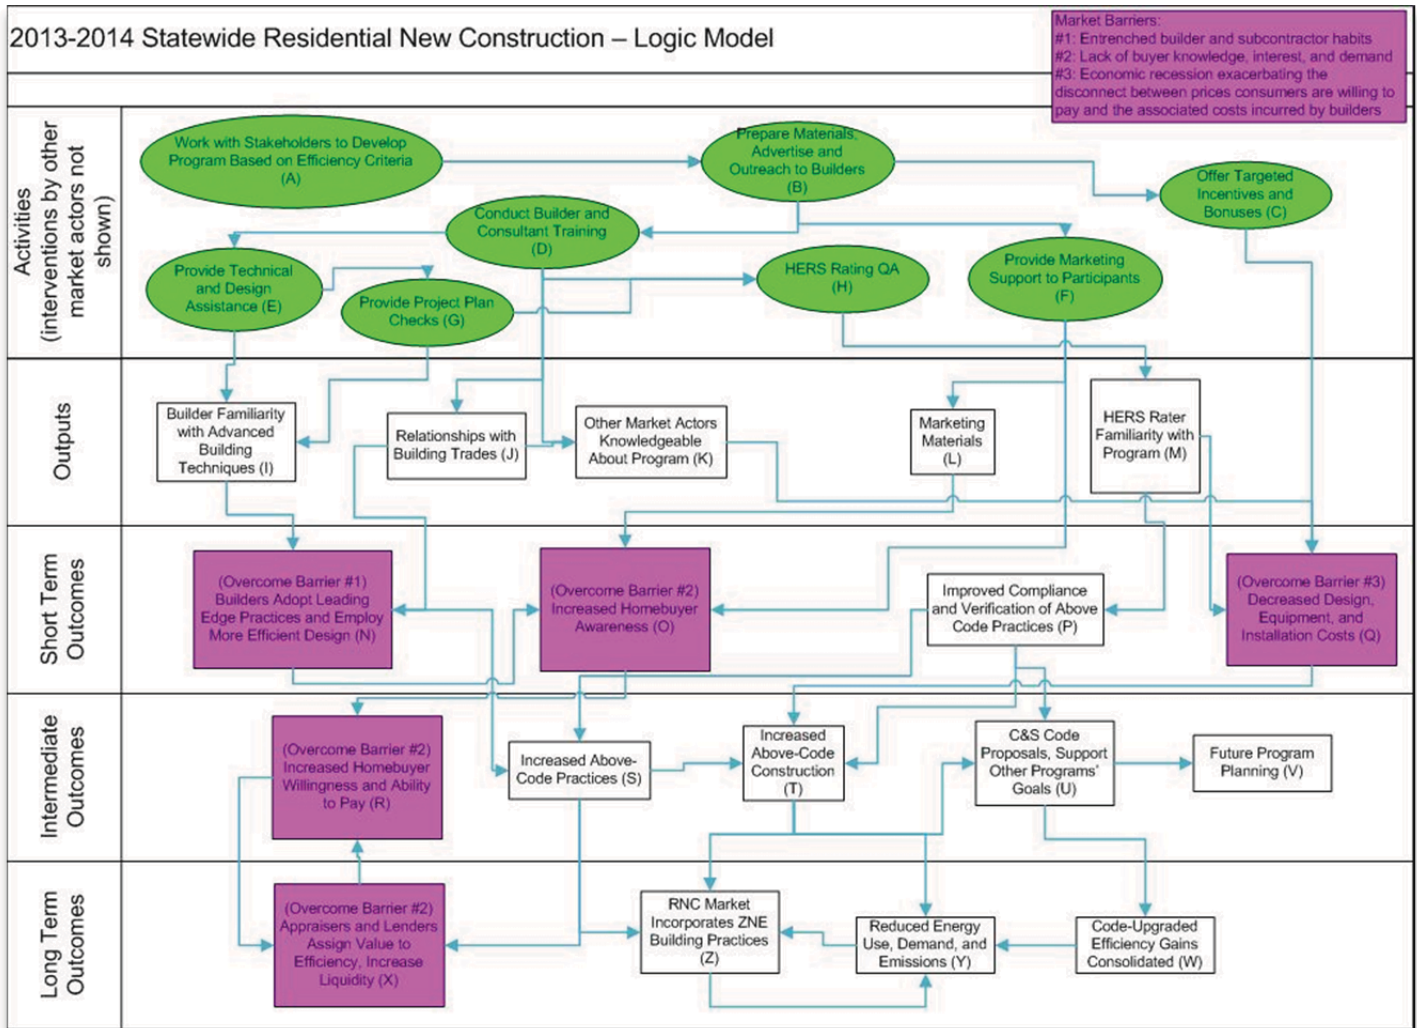 2013-2014 Statewide Residential New Construction – Logic Model
Market Barriers:
#1: Entrenched builder and subcontractor habits
#2: Lack of buyer knowledge, interest, and demand
#3: Economic recession exacerbating the
disconnect between prices consumers are willing to
pay and the associated costs incurred by builders
Activities
(interventions by other
market actors not
shown)
Work with Stakeholders to Develop
Program Based on Efficiency Criteria
(A)
Prepare Materials,
Advertise and
Outreach to Builders
(B)
Offer Targeted
Incentives and
Bonuses (C)
Conduct Builder and
Consultant Training
(D)
Provide Technical
and Design
Assistance (E)
Provide Project Plan
Checks (G)
HERS Rating QA
(H)
Provide Marketing
Support to Participants
(F)
Outputs
Builder Familiarity
with Advanced
Building
Techniques (I)
Relationships with
Building Trades (J)
Other Market Actors
Knowledgeable
About Program (K)
Marketing
Materials
(L)
HERS Rater
Familiarity with
Program (M)
Short Term
Outcomes
(Overcome Barrier #1)
Builders Adopt Leading
Edge Practices and Employ
More Efficient Design (N)
(Overcome Barrier #2)
Increased Homebuyer
Awareness (O)
Improved Compliance
and Verification of Above
Code Practices (P)
(Overcome Barrier #3)
Decreased Design,
Equipment, and
Installation Costs (Q)
Intermediate
Outcomes
(Overcome Barrier #2)
Increased Homebuyer
Willingness and Ability
to Pay (R)
Increased Above-
Code Practices (S)
Increased
Above-Code
Construction
(T)
C&S Code
Proposals, Support
Other Programs'
Goals (U)
Future Program
Planning (V)
Long Term
Outcomes
(Overcome Barrier #2)
Appraisers and Lenders
Assign Value to
Efficiency, Increase
Liquidity (X)
RNC Market
Incorporates ZNE
Building Practices
(Z)
Reduced Energy
Use, Demand, and
Emissions (Y)
Code-Upgraded
Efficiency Gains
Consolidated (W)